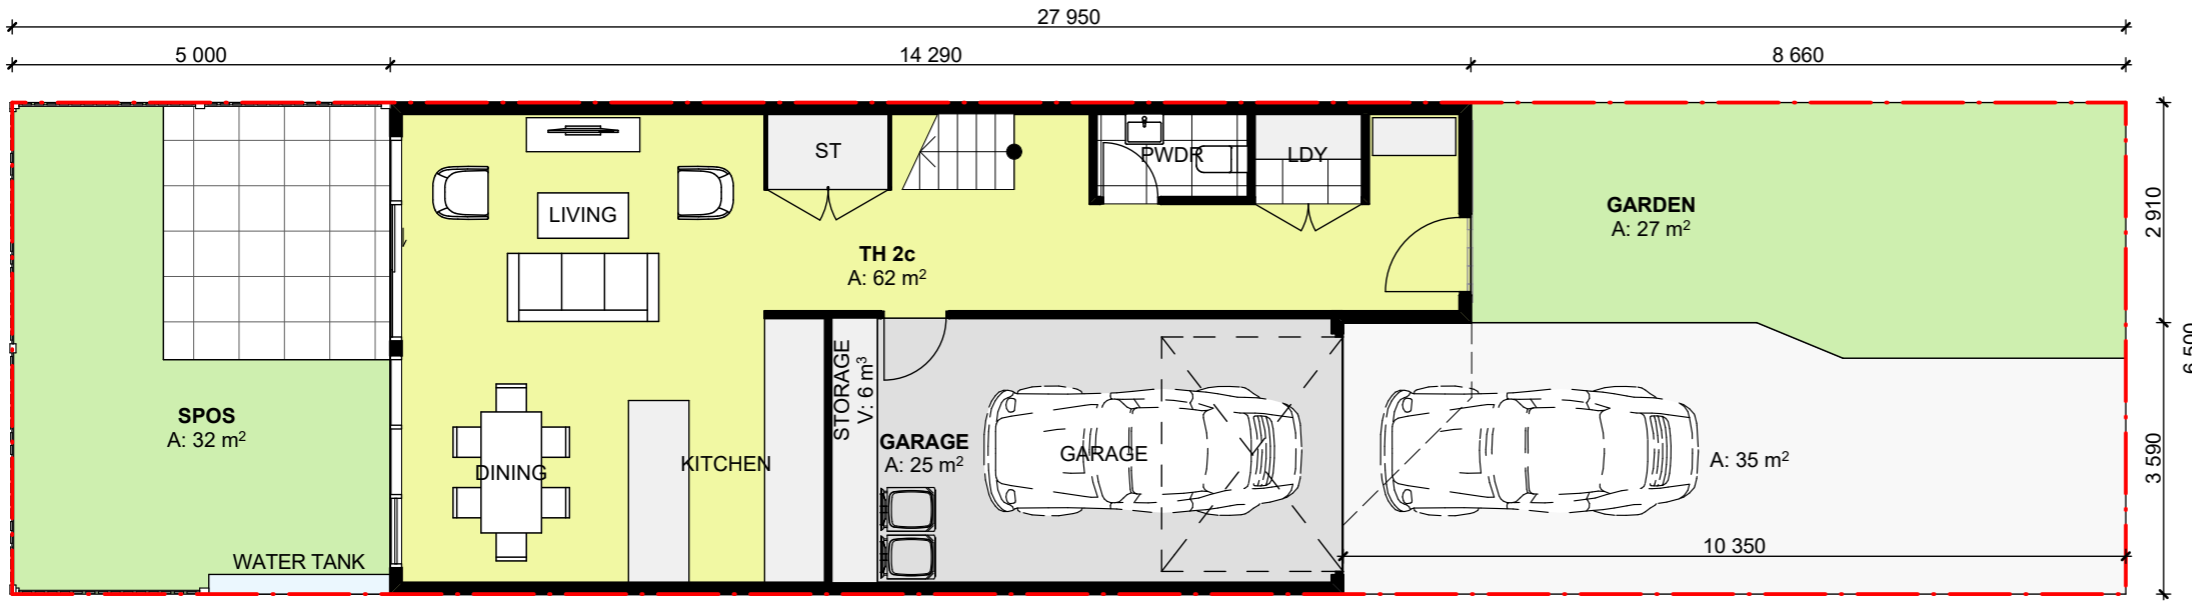 27 950
5 000
14 290
8 660
ST
PWDR
LDY
LIVING
GARDEN
A: 27 m²
2 910
TH 2c
A: 62 m²
6 500
STORAGE
V: 6 m³
SPOS
A: 32 m²
GARAGE
A: 25 m²
GARAGE
KITCHEN
DINING
A: 35 m²
3 590
10 350
WATER TANK